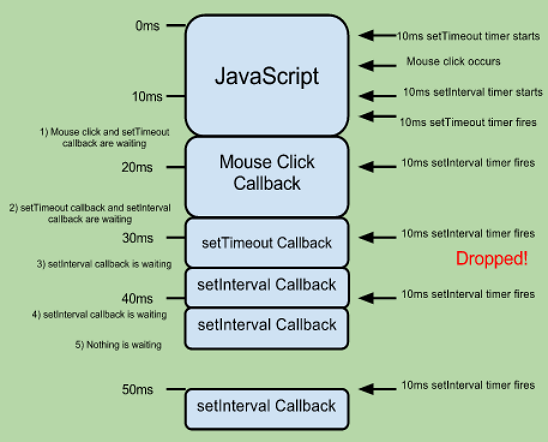 0ms
10ms setTimeout timer starts
Mouse click occurs
JavaScript
10ms
10ms setInterval timer starts
10ms setTimeout timer fires
1) Mouse click and setTimeout
callback are waiting
20ms
Mouse Click
Callback
10ms setInterval timer fires
2) setTimeout callback and setInterval
callback are waiting
30ms
setTimeout Callback
10ms setInterval timer fires
Dropped!
3) setInterval callback is waiting
setInterval Callback
40ms
10ms setInterval timer fires
4) setInterval callback is waiting
setInterval Callback
5) Nothing is waiting
50ms
10ms setInterval timer fires
setInterval Callback